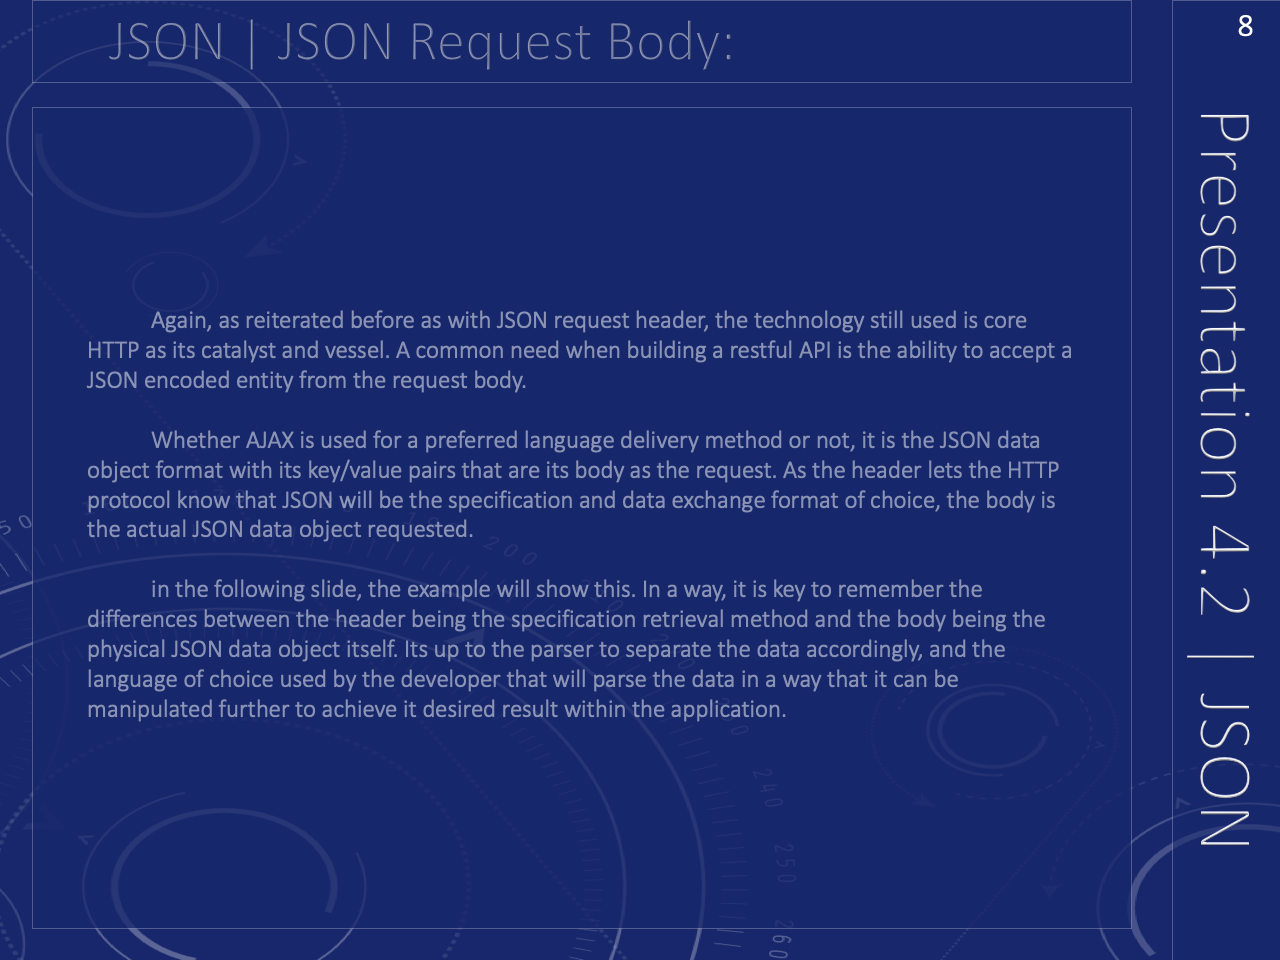 JSON | JSON Request Body:
8
Again, as reiterated before as with JSON request header, the technology still used is core
HTTP as its catalyst and vessel. A common need when building a restful API is the ability to accept a
JSON encoded entity from the request body.
Whether AJAX is used for a preferred language delivery method or not, it is the JSON data
object format with its key/value pairs that are its body as the request. As the header lets the HTTP
protocol know that JSON will be the specification and data exchange format of choice, the body is
the actual JSON data object requested.
in the following slide, the example will show this. In a way, it is key to remember the
differences between the header being the specification retrieval method and the body being the
physical JSON data object itself. Its up to the parser to separate the data accordingly, and the
language of choice used by the developer that will parse the data in a way that it can be
manipulated further to achieve it desired result within the application.
Presentation 4.2 | JSON
50
200
240
250
260